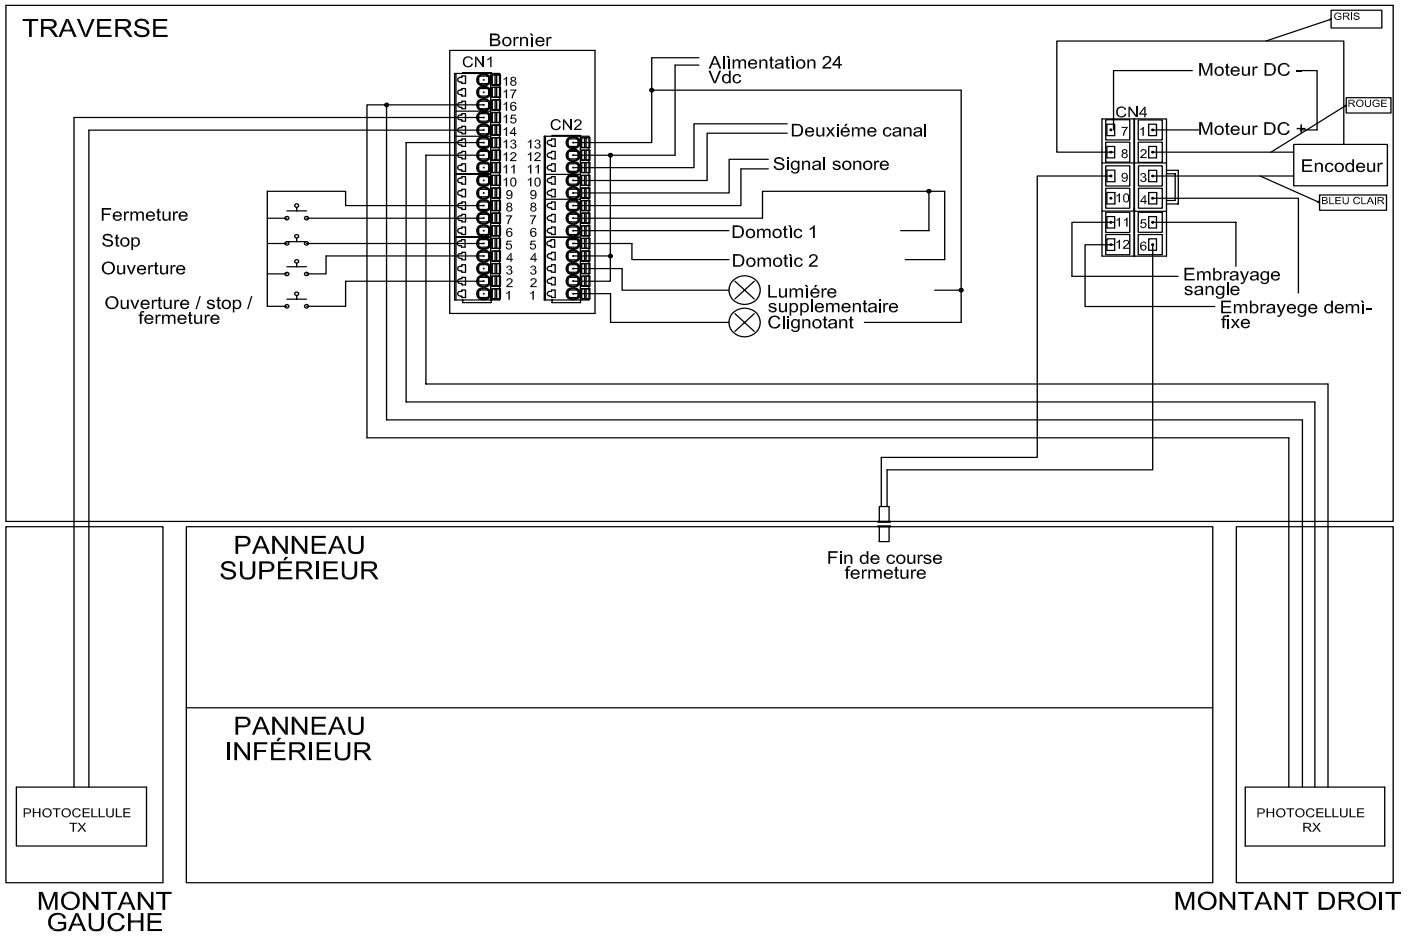 TRAVERSE
GRIS
Bornier
CN1
Alimentation 24
Vdc
Moteur DC -
ROUGE
CN4
CN2
Deuxiéme canal
Moteur DC +
Signal sonore
Encodeur
BLEU CLAIR
18
17
16
15
14
13
12
11
10
9
8
7
6
5
4
3
2
1
13
12
11
10
9
8
7
6
5
4
3
2
1
7
1
8
2
9
3
10
4
11
5
12
6
Fermeture
Stop
Ouverture
Ouverture / stop /
fermeture
Domotic 1
Domotic 2
Lumiére
supplementaire
Clignotant
Embrayage
sangle
Embrayege demi-
fixe
PANNEAU
SUPÉRIEUR
Fin de course
fermeture
PANNEAU
INFÉRIEUR
PHOTOCELLULE
TX
PHOTOCELLULE
RX
MONTANT
GAUCHE
MONTANT DROIT